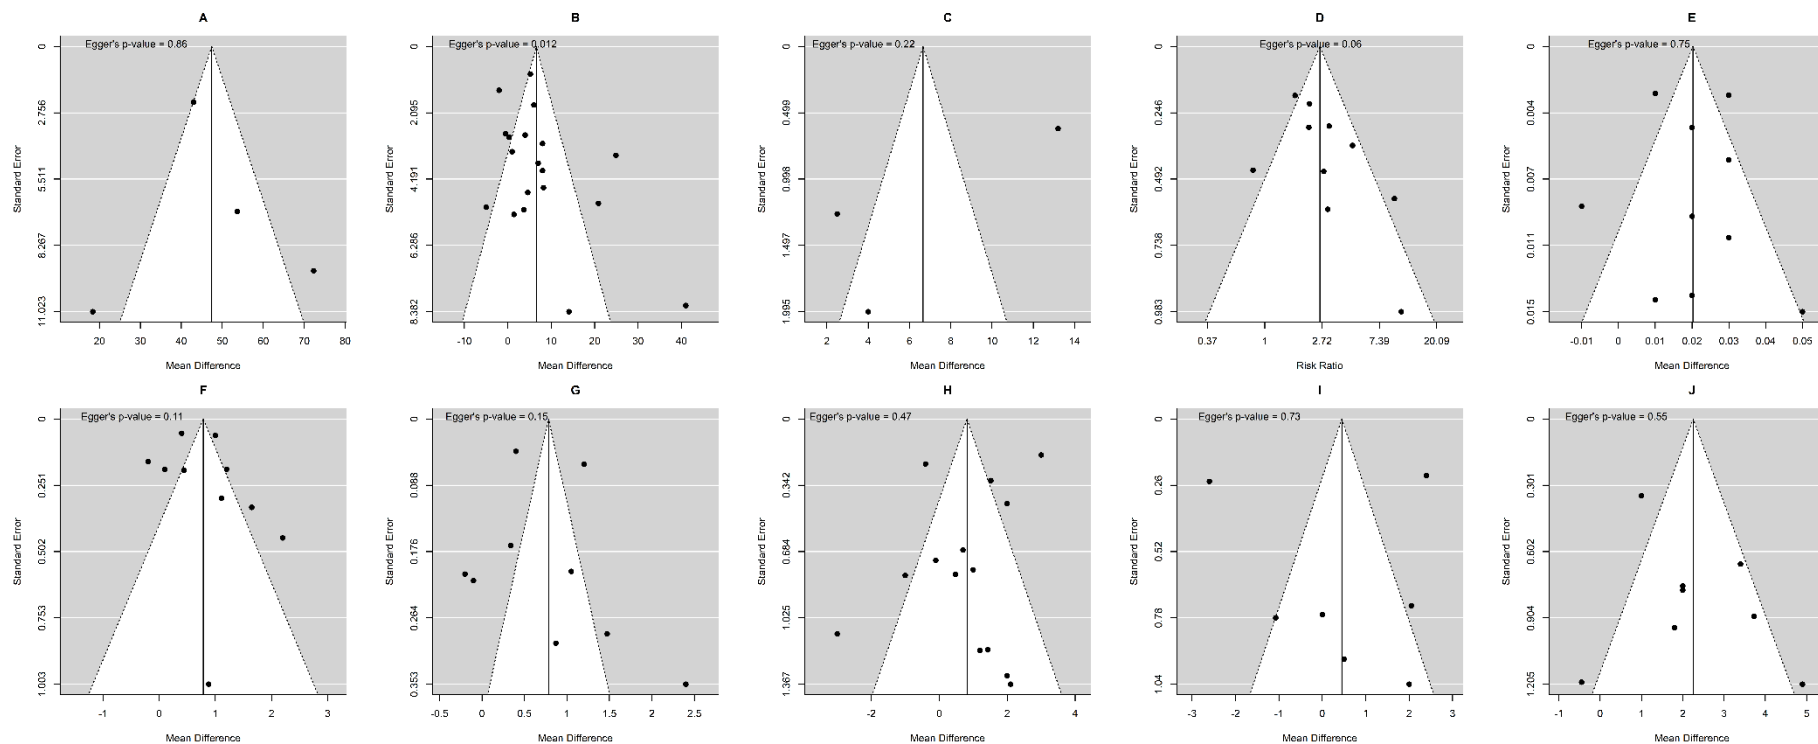 A
Egger's p-value = 0.86
0
2.756
5.511
8.267
11.023
Standard Error
20 30 40 50 60 70 80
Mean Difference
B
Egger's p-value = 0.012
0
2.095
4.191
6.286
8.382
Standard Error
-10 0 10 20 30 40
Mean Difference
C
Egger's p-value = 0.22
0
0.499
0.998
1.497
1.995
Standard Error
2 4 6 8 10 12 14
Mean Difference
D
Egger's p-value = 0.06
0
0.246
0.492
0.738
0.983
Standard Error
0.37 1 2.72 7.39 20.09
Risk Ratio
E
Egger's p-value = 0.75
0
0.004
0.007
0.011
0.015
Standard Error
-0.01 0 0.01 0.02 0.03 0.04 0.05
Mean Difference
F
Egger's p-value = 0.11
0
0.251
0.502
0.753
1.003
Standard Error
-1 0 1 2 3
Mean Difference
G
Egger's p-value = 0.15
0
0.088
0.176
0.264
0.353
Standard Error
-0.5 0 0.5 1 1.5 2 2.5
Mean Difference
H
Egger's p-value = 0.47
0
0.342
0.684
1.025
1.367
Standard Error
-2 0 2 4
Mean Difference
I
Egger's p-value = 0.73
0
0.26
0.52
0.78
1.04
Standard Error
-3 -2 -1 0 1 2 3
Mean Difference
J
Egger's p-value = 0.55
0
0.301
0.602
0.904
1.205
Standard Error
-1 0 1 2 3 4 5
Mean Difference